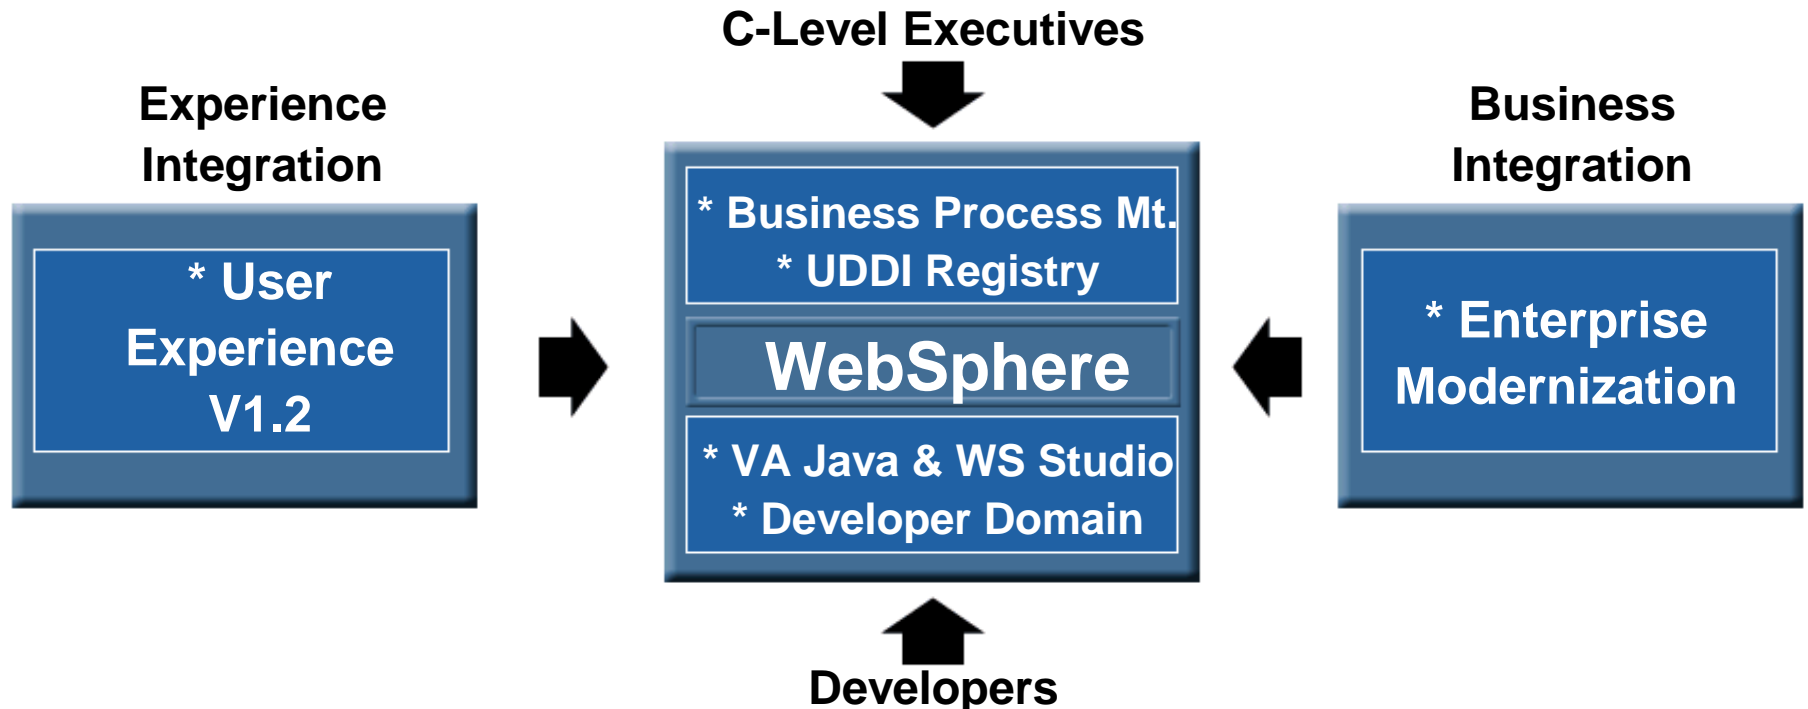 C-Level Executives
Experience
Integration
* User
Experience
V1.2
* Business Process Mt.
* UDDI Registry
WebSphere
* VA Java & WS Studio
* Developer Domain
Business
Integration
* Enterprise
Modernization
Developers